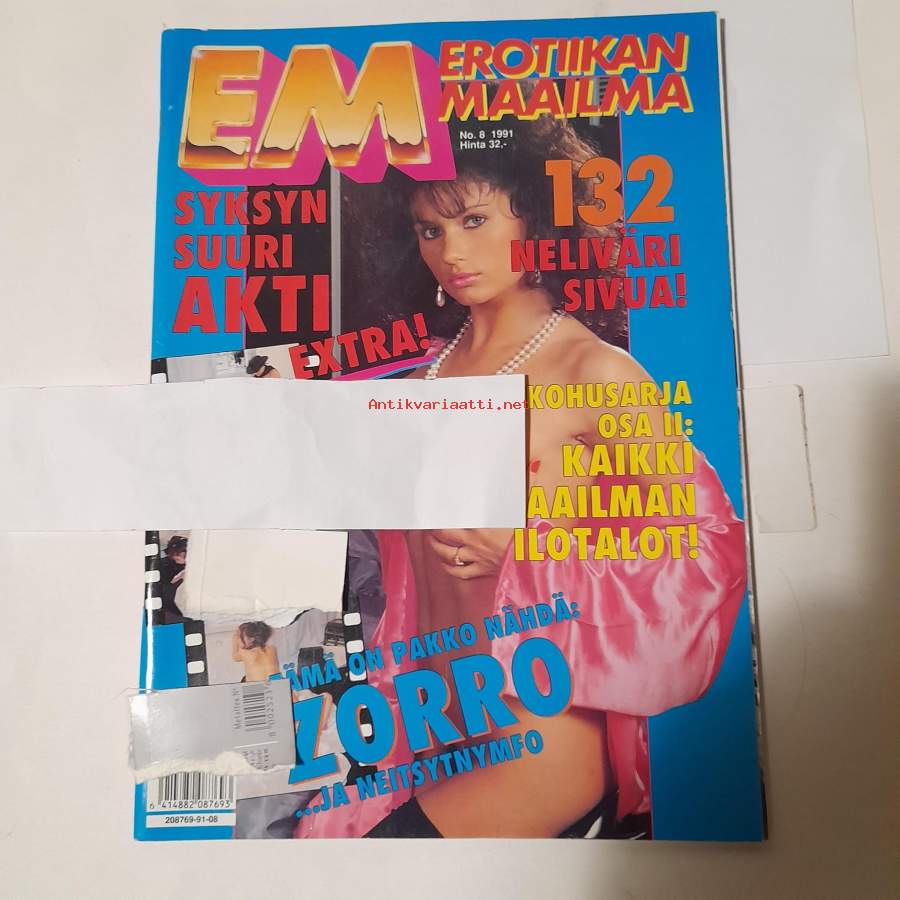 EM
EROTIIKAN
MAAILMA
No. 8 1991
Hinta 32,-
132
NELIVÄRI
SIVUA!
SYKSYN
SUURI
AKTI
EXTRA!
Antikvariaatti.net
KOHUSARJA
OSA II:
KAIKKI
AAILMAN
ILOTALOT!
TÄMÄ ON PAKKO NÄHDÄ:
ZORRO
...JA NEITSYTNYMFO
6 414882 087693
208769-91-08